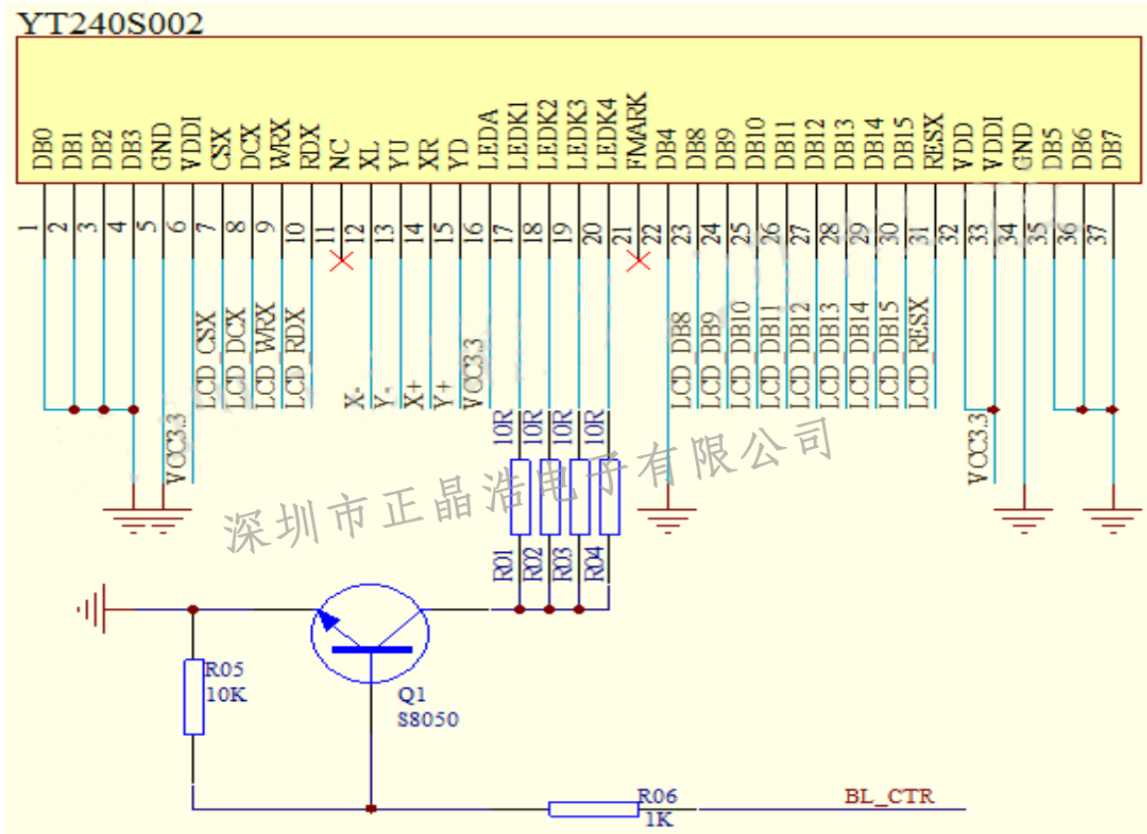 YT240S002
DB0 DB1 DB2 DB3 GND VDDI CSX DCX WRX RDX NC XL YU XR YD LEDA LEDK1 LEDK2 LEDK3 LEDK4 FMARK DB4 DB8 DB9 DB10 DB11 DB12 DB13 DB14 DB15 RESX VDD VDDI GND DB5 DB6 DB7
1 2 3 4 5 6 7 8 9 10 11 12 13 14 15 16 17 18 19 20 21 22 23 24 25 26 27 28 29 30 31 32 33 34 35 36 37
LCD_CSX LCD_DCX LCD_WRX LCD_RDX X- Y- X+ Y+ VCC3.3 LCD_DB8 LCD_DB9 LCD_DB10 LCD_DB11 LCD_DB12 LCD_DB13 LCD_DB14 LCD_DB15 LCD_RESX
VCC3.3 10R 10R 10R 10R VCC3.3
深圳市正晶浩电子有限公司
R01 R02 R03 R04
R05
10K
Q1
S8050
R06
1K
BL_CTR